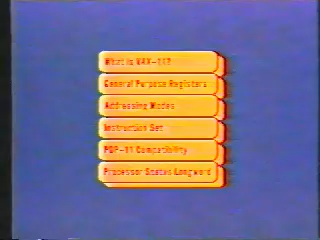 What is VAX-11?
General Purpose Registers
Addressing Modes
Instruction Set
PDP-11 Compatibility
Processor Status Longword